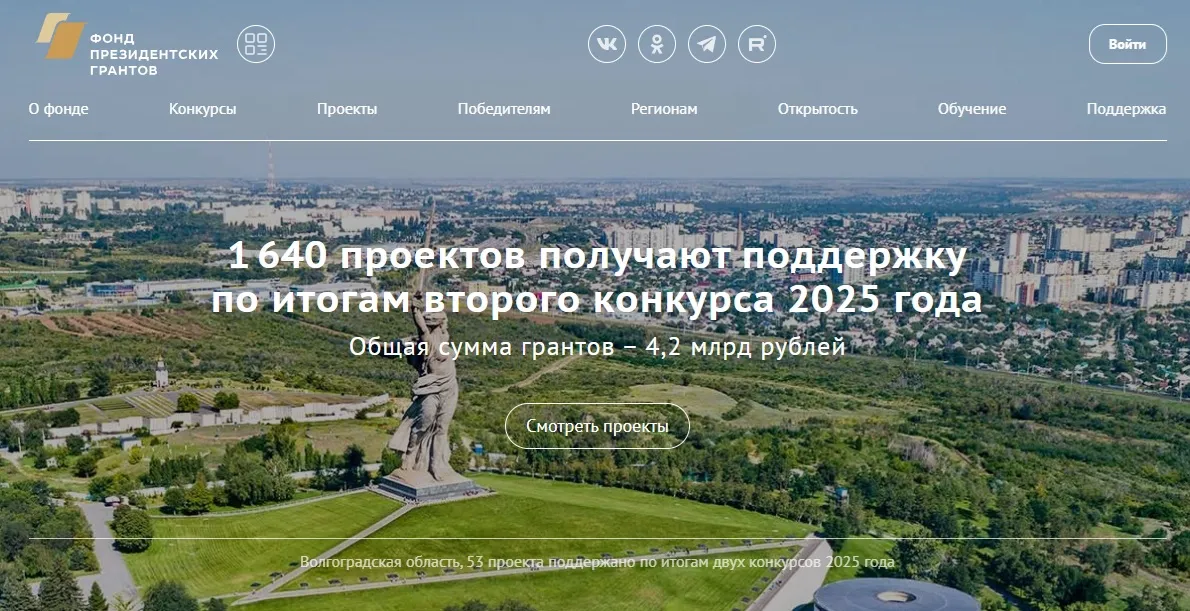 ФОНД
ПРЕЗИДЕНТСКИХ
ГРАНТОВ
Войти
О фонде
Конкурсы
Проекты
Победителям
Регионам
Открытость
Обучение
Поддержка
1 640 проектов получают поддержку
по итогам второго конкурса 2025 года
Общая сумма грантов – 4,2 млрд рублей
Смотреть проекты
Волгоградская область, 53 проекта поддержано по итогам двух конкурсов 2025 года